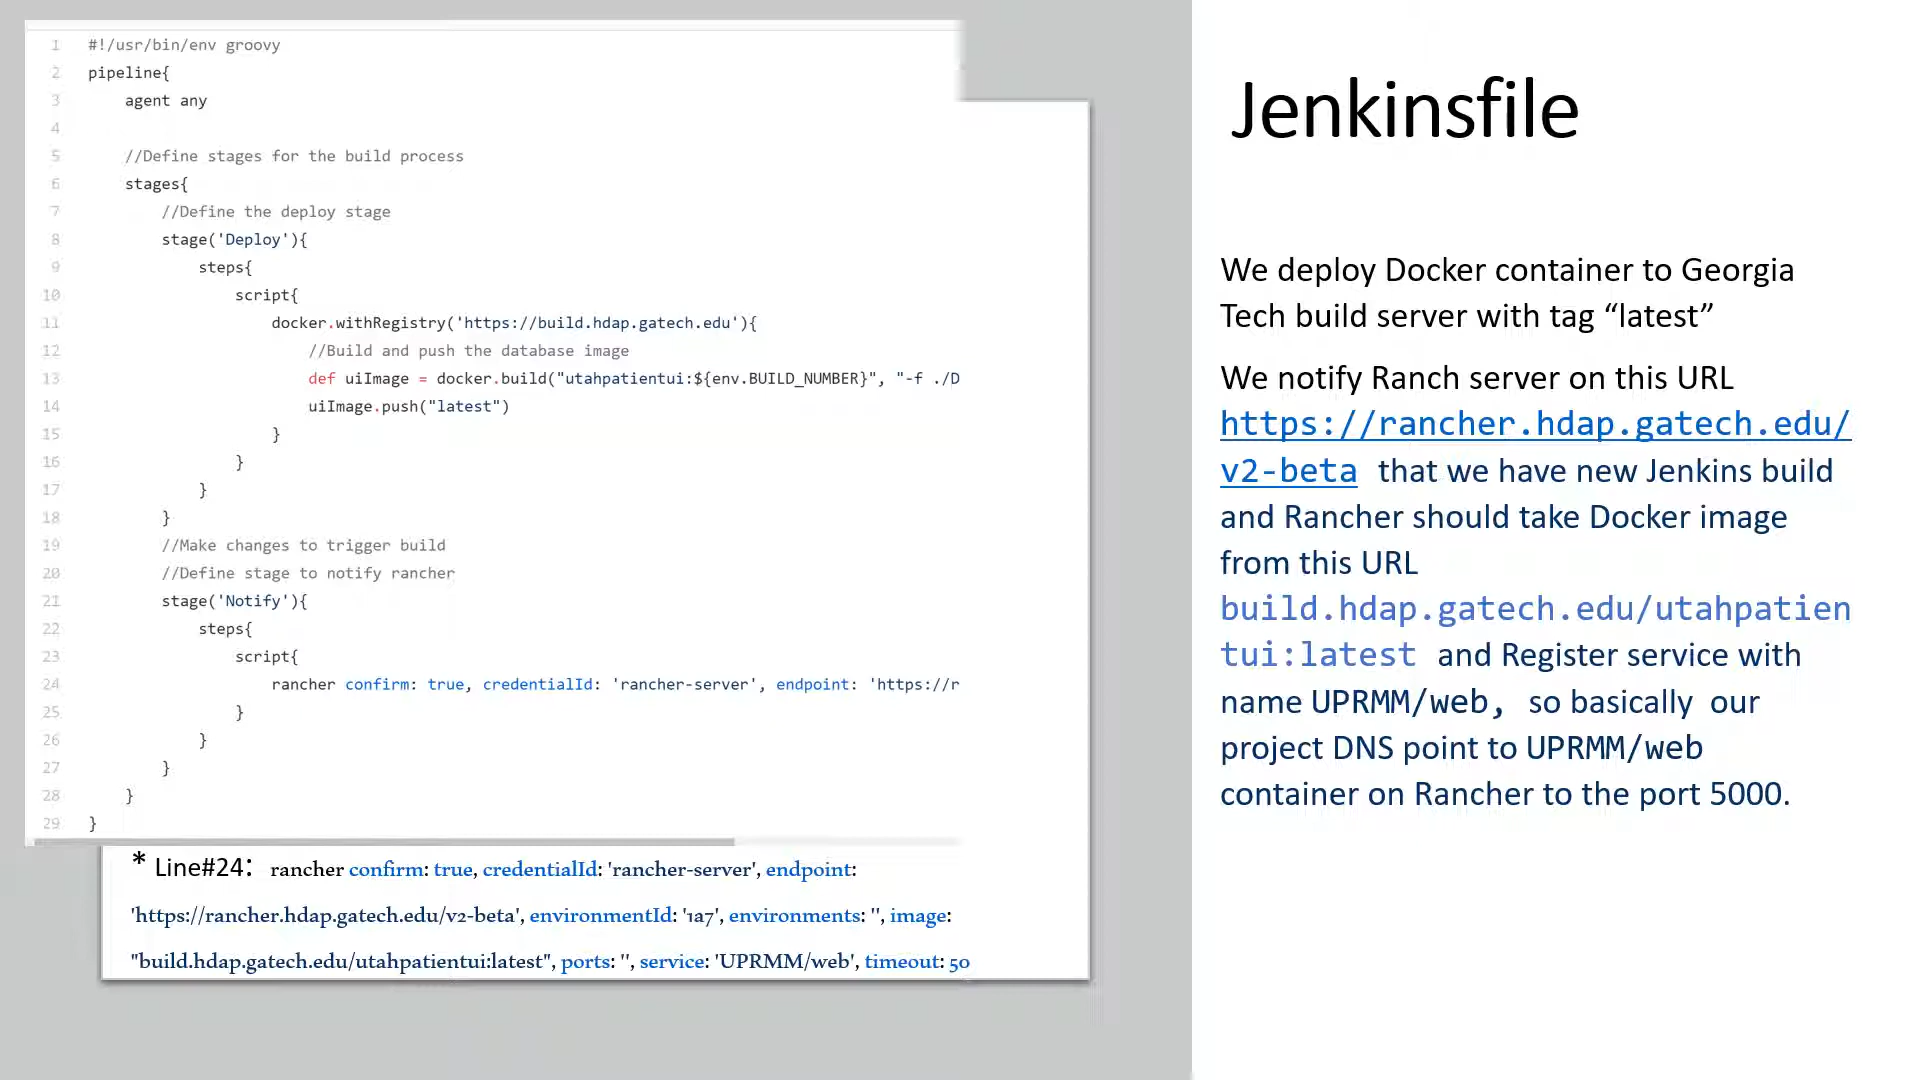 1 #!/usr/bin/env groovy
2 pipeline{
3 agent any
4
5 //Define stages for the build process
6 stages{
7 //Define the deploy stage
8 stage('Deploy'){
9 steps{
10 script{
11 docker.withRegistry('https://build.hdap.gatech.edu'){
12 //Build and push the database image
13 def uiImage = docker.build("utahpatientui:${env.BUILD_NUMBER}", "-f ./D
14 uiImage.push("latest")
15 }
16 }
17 }
18 }
19 //Make changes to trigger build
20 //Define stage to notify rancher
21 stage('Notify'){
22 steps{
23 script{
24 rancher confirm: true, credentialId: 'rancher-server', endpoint: 'https://r
25 }
26 }
27 }
28 }
29 }
* Line#24: rancher confirm: true, credentialId: 'rancher-server', endpoint:
'https://rancher.hdap.gatech.edu/v2-beta', environmentId: '1a7', environments: '', image:
"build.hdap.gatech.edu/utahpatientui:latest", ports: '', service: 'UPRMM/web', timeout: 50
Jenkinsfile
We deploy Docker container to Georgia
Tech build server with tag “latest”
We notify Ranch server on this URL
https://rancher.hdap.gatech.edu/
v2-beta that we have new Jenkins build
and Rancher should take Docker image
from this URL
build.hdap.gatech.edu/utahpatien
tui:latest and Register service with
name UPRMM/web, so basically our
project DNS point to UPRMM/web
container on Rancher to the port 5000.